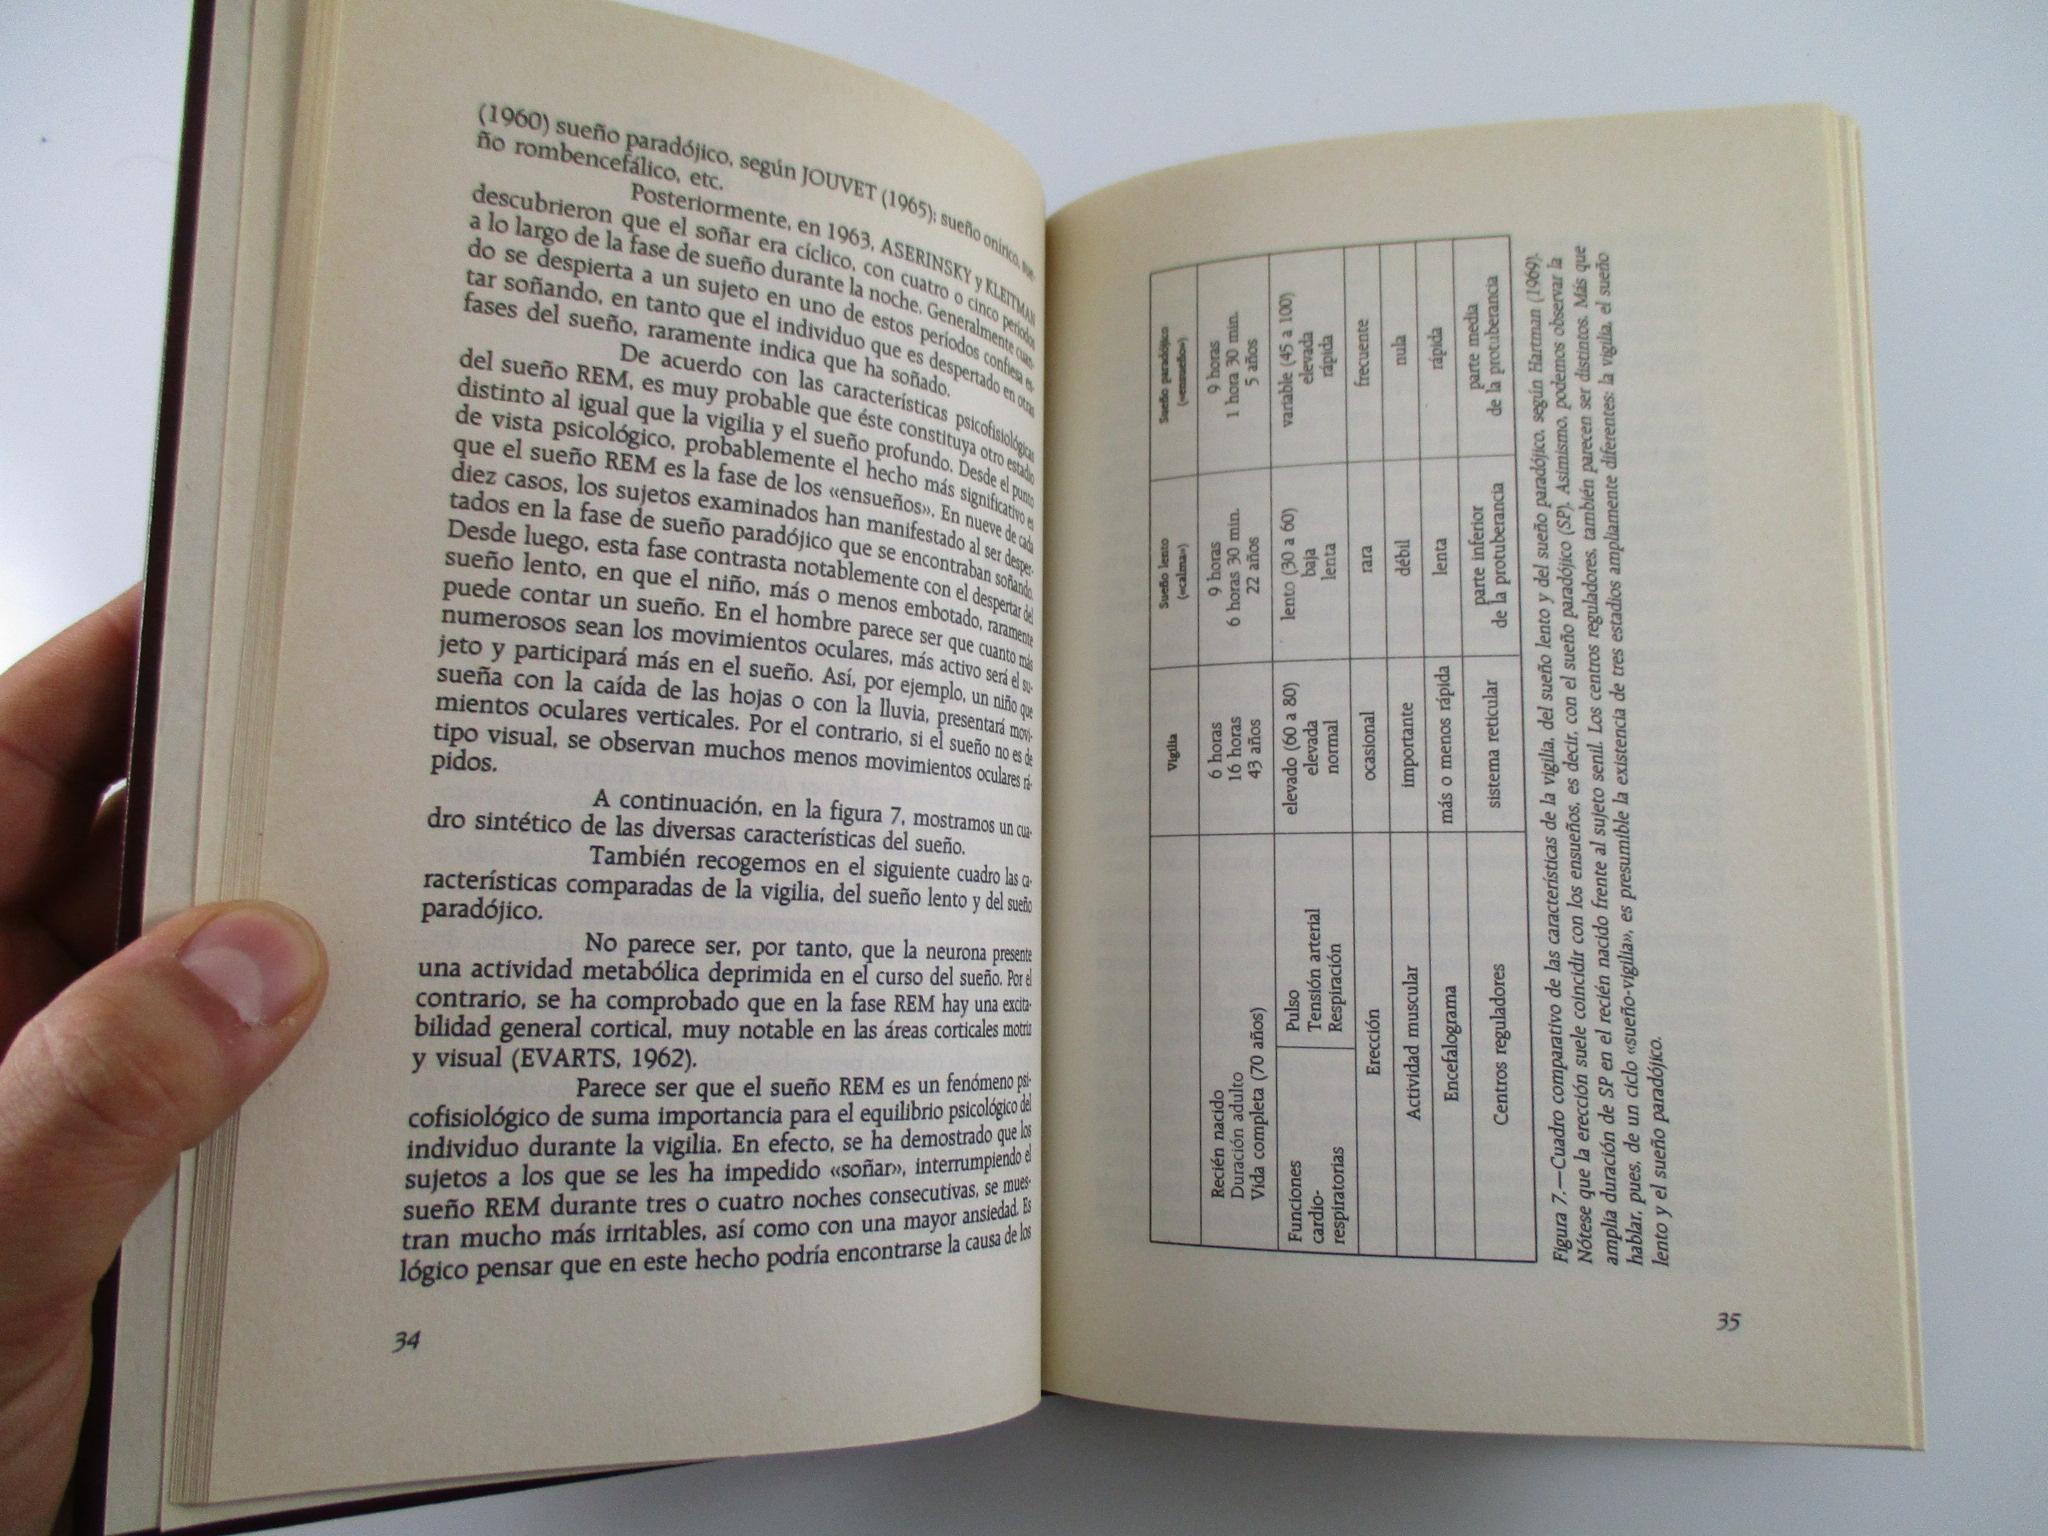 (1960) sueño paradójico, según JOUVET (1965); sueño onírico, sue-
ño rombencefálico, etc.
Posteriormente, en 1963, ASERINSKY y KLEITMAN
descubrieron que el soñar era cíclico, con cuatro o cinco períodos
a lo largo de la fase de sueño durante la noche. Generalmente cuan-
do se despierta a un sujeto en uno de estos períodos confiesa es-
tar soñando, en tanto que el individuo que es despertado en otras
fases del sueño, raramente indica que ha soñado.
De acuerdo con las características psicofisiológicas
del sueño REM, es muy probable que éste constituya otro estadio
distinto al igual que la vigilia y el sueño profundo. Desde el punto
de vista psicológico, probablemente el hecho más significativo es
que el sueño REM es la fase de los «ensueños». En nueve de cada
diez casos, los sujetos examinados han manifestado al ser desper-
tados en la fase de sueño paradójico que se encontraban soñando.
Desde luego, esta fase contrasta notablemente con el despertar del
sueño lento, en que el niño, más o menos embotado, raramente
puede contar un sueño. En el hombre parece ser que cuanto más
numerosos sean los movimientos oculares, más activo será el su-
jeto y participará más en el sueño. Así, por ejemplo, un niño que
sueña con la caída de las hojas o con la lluvia, presentará movi-
mientos oculares verticales. Por el contrario, si el sueño no es de
tipo visual, se observan muchos menos movimientos oculares rá-
pidos.
A continuación, en la figura 7, mostramos un cua-
dro sintético de las diversas características del sueño.
También recogemos en el siguiente cuadro las ca-
racterísticas comparadas de la vigilia, del sueño lento y del sueño
paradójico.
No parece ser, por tanto, que la neurona presente
una actividad metabólica deprimida en el curso del sueño. Por el
contrario, se ha comprobado que en la fase REM hay una excita-
bilidad general cortical, muy notable en las áreas corticales motriz
y visual (EVARTS, 1962).
Parece ser que el sueño REM es un fenómeno psi-
cofisiológico de suma importancia para el equilibrio psicológico del
individuo durante la vigilia. En efecto, se ha demostrado que los
sujetos a los que se les ha impedido «soñar», interrumpiendo el
sueño REM durante tres o cuatro noches consecutivas, se mues-
tran mucho más irritables, así como con una mayor ansiedad. Es
lógico pensar que en este hecho podría encontrarse la causa de los
34
Vigilia Sueño lento («calma») Sueño paradójico («ensueño»)
Recién nacido 6 horas 9 horas 9 horas
Duración adulto 16 horas 6 horas 30 min. 1 hora 30 min.
Vida completa (70 años) 43 años 22 años 5 años
Funciones Pulso elevado (60 a 80) lento (30 a 60) variable (45 a 100)
cardio- Tensión arterial elevada baja elevada
respiratorias Respiración normal lenta rápida
Erección ocasional rara frecuente
Actividad muscular importante débil nula
Encefalograma más o menos rápida lenta rápida
Centros reguladores sistema reticular parte inferior de la protuberancia parte media de la protuberancia
Figura 7.—Cuadro comparativo de las características de la vigilia, del sueño lento y del sueño paradójico, según Hartman (1969).
Nótese que la erección suele coincidir con los ensueños, es decir, con el sueño paradójico (SP). Asimismo, podemos observar la
amplia duración de SP en el recién nacido frente al sujeto senil. Los centros reguladores, también parecen ser distintos. Más que
hablar, pues, de un ciclo «sueño-vigilia», es presumible la existencia de tres estadios ampliamente diferentes: la vigilia, el sueño
lento y el sueño paradójico.
35